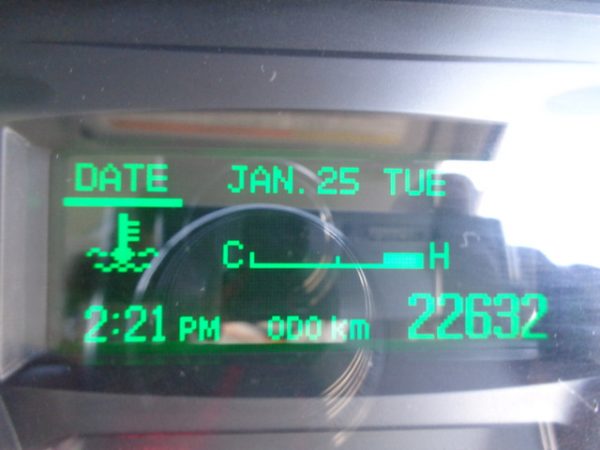 DATE JAN. 25 TUE
C H
2:21 PM ODO km 22632